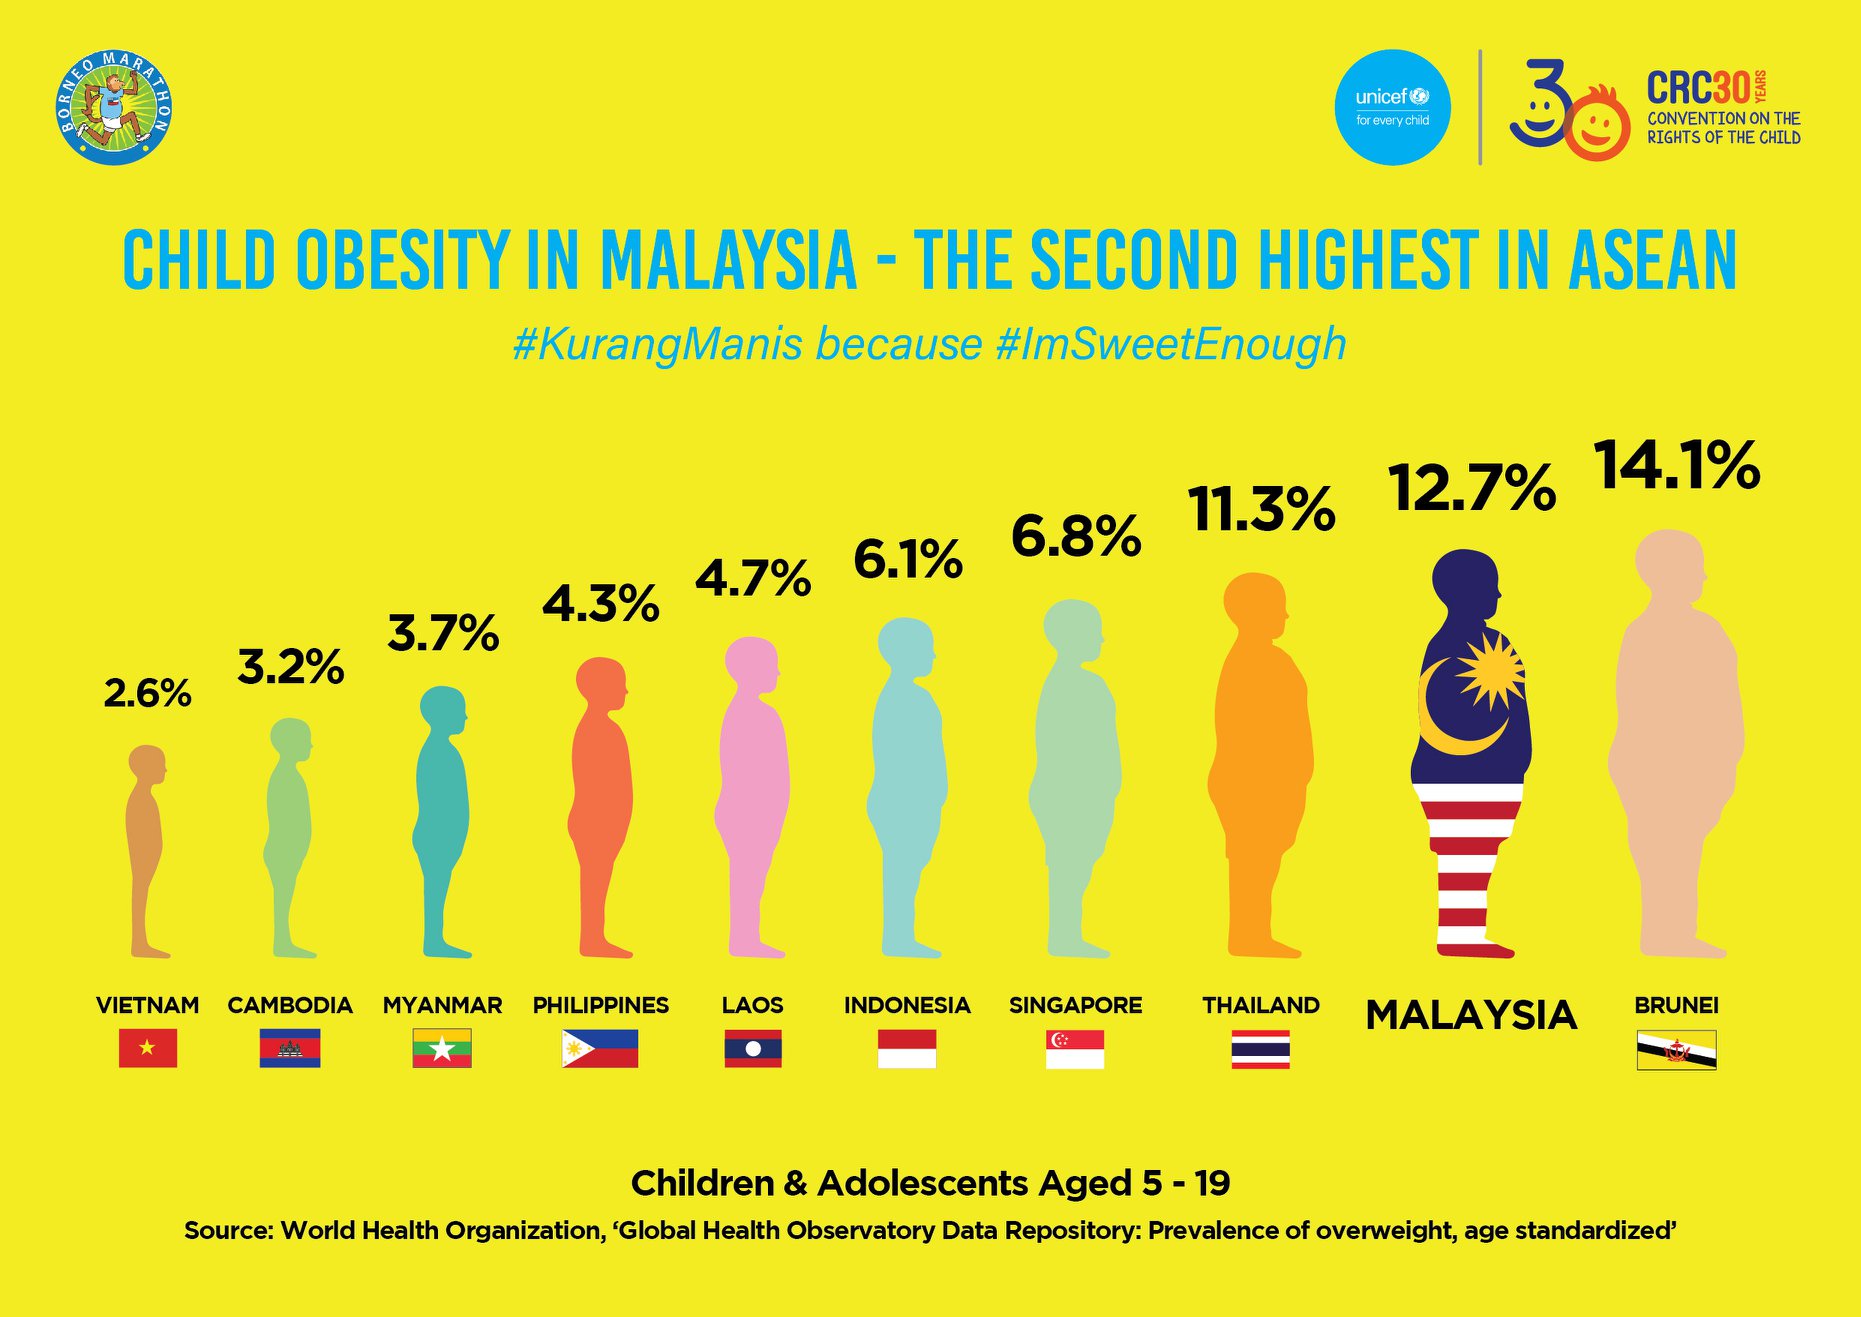 BORNEO MARATHON
unicef
for every child
30
CRC30 YEARS
CONVENTION ON THE
RIGHTS OF THE CHILD
CHILD OBESITY IN MALAYSIA - THE SECOND HIGHEST IN ASEAN
#KurangManis because #ImSweetEnough
2.6%
3.2%
3.7%
4.3%
4.7%
6.1%
6.8%
11.3%
12.7%
14.1%
VIETNAM
CAMBODIA
MYANMAR
PHILIPPINES
LAOS
INDONESIA
SINGAPORE
THAILAND
MALAYSIA
BRUNEI
Children & Adolescents Aged 5 - 19
Source: World Health Organization, ‘Global Health Observatory Data Repository: Prevalence of overweight, age standardized’